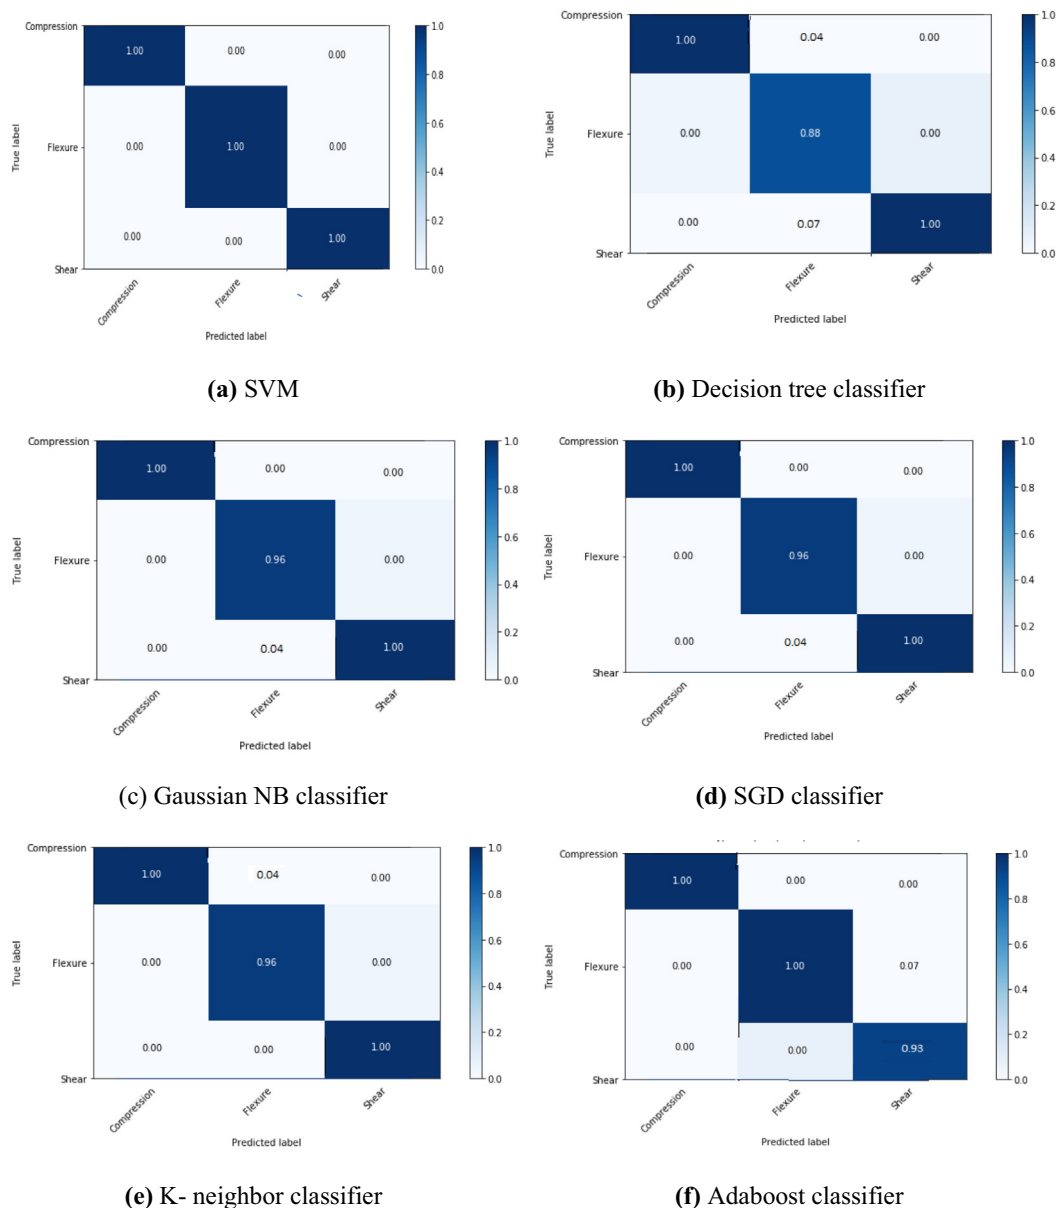 Compression
1.00 0.00 0.00
True label
Flexure
0.00 1.00 0.00
0.00 0.00 1.00
Shear
Compression Flexure Shear
Predicted label
1.0
0.8
0.6
0.4
0.2
0.0
(a) SVM
Compression
1.00 0.04 0.00
True label
Flexure
0.00 0.88 0.00
0.00 0.07 1.00
Shear
Compression Flexure Shear
Predicted label
1.0
0.8
0.6
0.4
0.2
0.0
(b) Decision tree classifier
Compression
1.00 0.00 0.00
True label
Flexure
0.00 0.96 0.00
0.00 0.04 1.00
Shear
Compression Flexure Shear
Predicted label
1.0
0.8
0.6
0.4
0.2
0.0
(c) Gaussian NB classifier
Compression
1.00 0.00 0.00
True label
Flexure
0.00 0.96 0.00
0.00 0.04 1.00
Shear
Compression Flexure Shear
Predicted label
1.0
0.8
0.6
0.4
0.2
0.0
(d) SGD classifier
Compression
1.00 0.04 0.00
True label
Flexure
0.00 0.96 0.00
0.00 0.00 1.00
Shear
Compression Flexure Shear
Predicted label
1.0
0.8
0.6
0.4
0.2
0.0
(e) K- neighbor classifier
Compression
1.00 0.00 0.00
True label
Flexure
0.00 1.00 0.07
0.00 0.00 0.93
Shear
Compression Flexure Shear
Predicted label
1.0
0.8
0.6
0.4
0.2
0.0
(f) Adaboost classifier